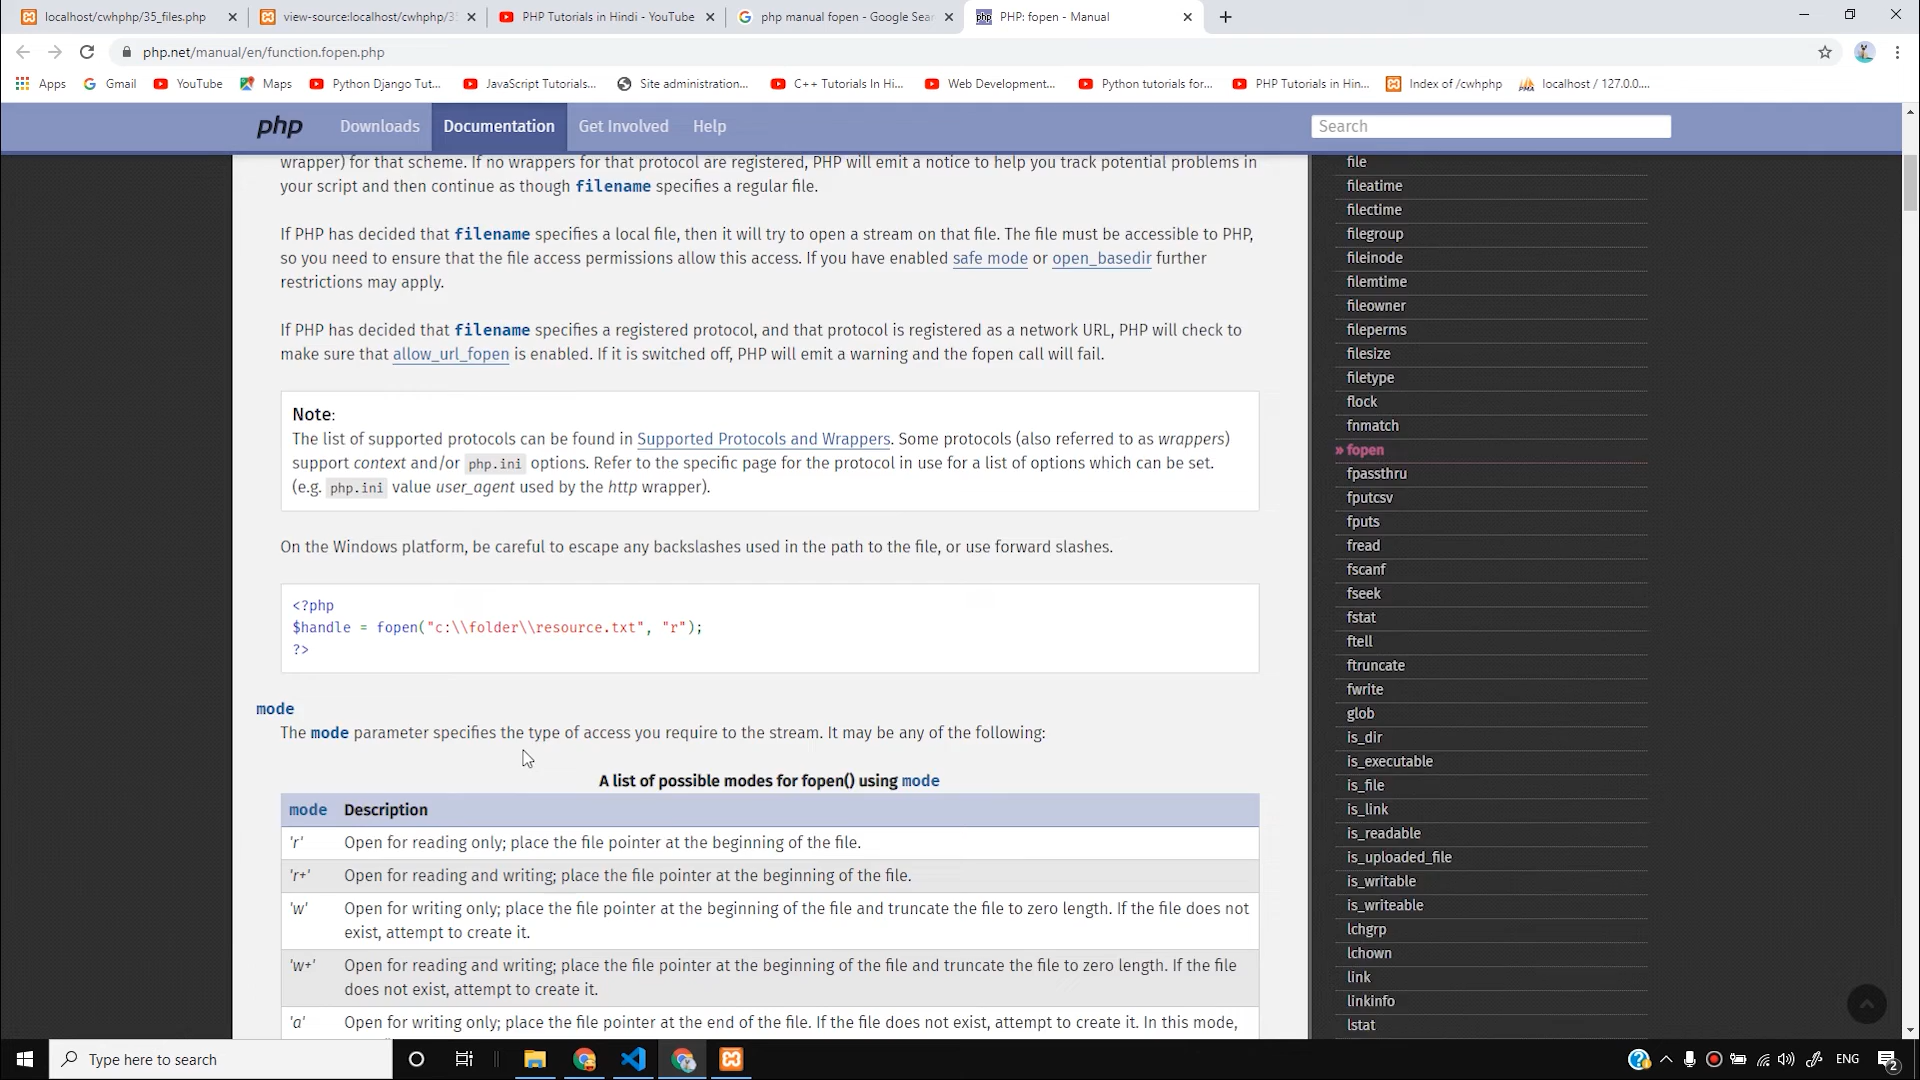 localhost/cwhphp/35_files.php
view-source:localhost/cwhphp/3
PHP Tutorials in Hindi - YouTube
php manual fopen - Google Sea
PHP: fopen - Manual
php.net/manual/en/function.fopen.php
Apps
Gmail
YouTube
Maps
Python Django Tut...
JavaScript Tutorials...
Site administration...
C++ Tutorials In Hi...
Web Development...
Python tutorials for...
PHP Tutorials in Hin...
Index of /cwhphp
localhost / 127.0.0....
php
Downloads
Documentation
Get Involved
Help
Search
wrapper) for that scheme. If no wrappers for that protocol are registered, PHP will emit a notice to help you track potential problems in
your script and then continue as though filename specifies a regular file.
If PHP has decided that filename specifies a local file, then it will try to open a stream on that file. The file must be accessible to PHP,
so you need to ensure that the file access permissions allow this access. If you have enabled safe mode or open_basedir further
restrictions may apply.
If PHP has decided that filename specifies a registered protocol, and that protocol is registered as a network URL, PHP will check to
make sure that allow_url_fopen is enabled. If it is switched off, PHP will emit a warning and the fopen call will fail.
Note:
The list of supported protocols can be found in Supported Protocols and Wrappers. Some protocols (also referred to as wrappers)
support context and/or php.ini options. Refer to the specific page for the protocol in use for a list of options which can be set.
(e.g. php.ini value user_agent used by the http wrapper).
On the Windows platform, be careful to escape any backslashes used in the path to the file, or use forward slashes.
<?php
$handle = fopen("c:\\folder\\resource.txt", "r");
?>
mode
The mode parameter specifies the type of access you require to the stream. It may be any of the following:
A list of possible modes for fopen() using mode
mode Description
'r' Open for reading only; place the file pointer at the beginning of the file.
'r+' Open for reading and writing; place the file pointer at the beginning of the file.
'w' Open for writing only; place the file pointer at the beginning of the file and truncate the file to zero length. If the file does not
exist, attempt to create it.
'w+' Open for reading and writing; place the file pointer at the beginning of the file and truncate the file to zero length. If the file
does not exist, attempt to create it.
'a' Open for writing only; place the file pointer at the end of the file. If the file does not exist, attempt to create it. In this mode,
file
fileatime
filectime
filegroup
fileinode
filemtime
fileowner
fileperms
filesize
filetype
flock
fnmatch
» fopen
fpassthru
fputcsv
fputs
fread
fscanf
fseek
fstat
ftell
ftruncate
fwrite
glob
is_dir
is_executable
is_file
is_link
is_readable
is_uploaded_file
is_writable
is_writeable
lchgrp
lchown
link
linkinfo
lstat
Type here to search
ENG
2